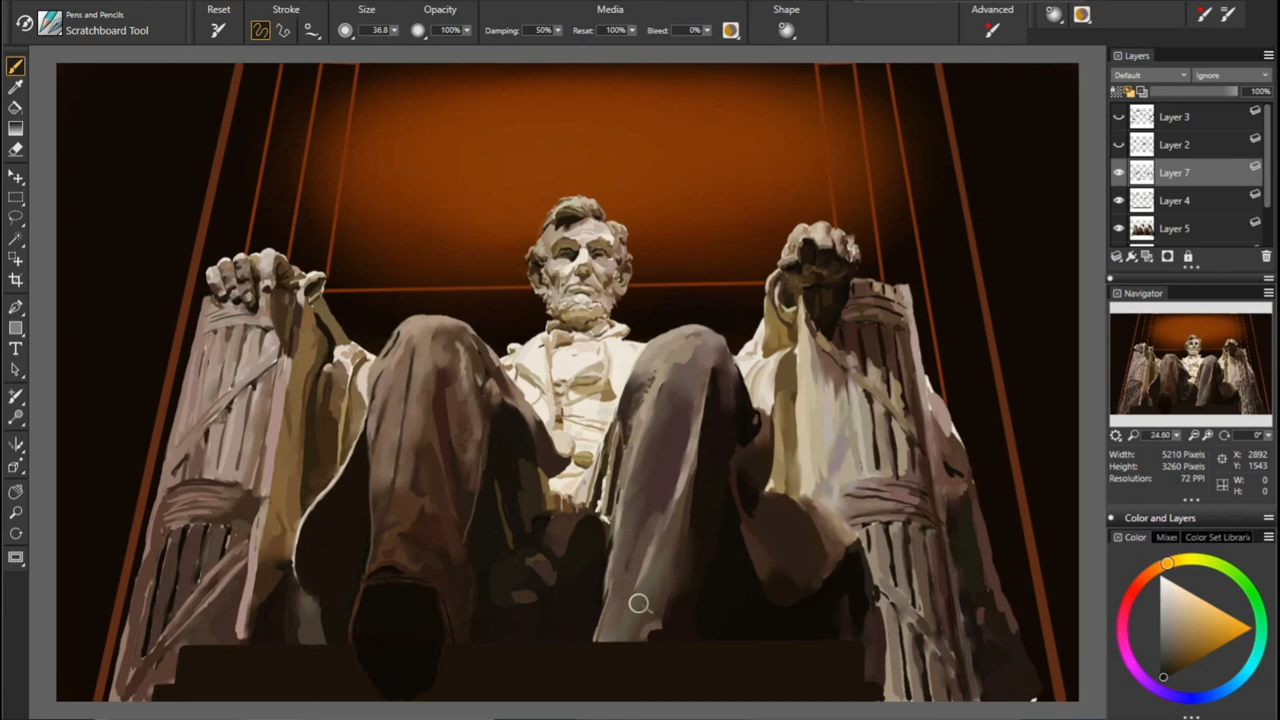 Pens and Pencils
Scratchboard Tool
Reset
Stroke
Size
36.8
Opacity
100%
Media
Damping: 50%
Resat: 100%
Bleed: 0%
Shape
Advanced
Layers
Default
Ignore
100%
Layer 3
Layer 2
Layer 7
Layer 4
Layer 5
Navigator
24.60
0°
Width: 5210 Pixels
Height: 3260 Pixels
Resolution: 72 PPI
X: 2892
Y: 1543
W: 0
H: 0
Color and Layers
Color
Mixer
Color Set Librari
T